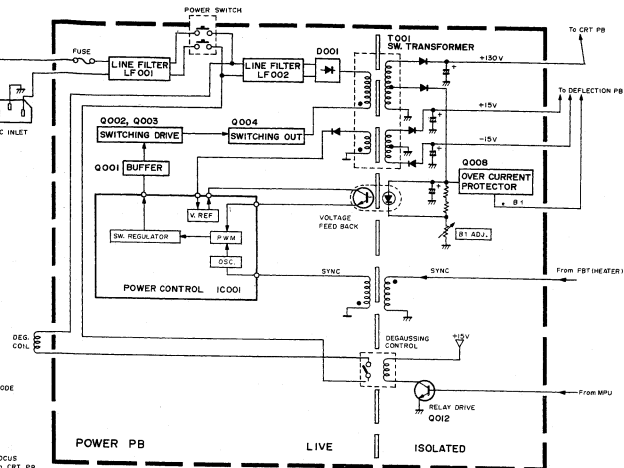 POWER SWITCH
To CRT PB
FUSE
LINE FILTER
LF001
LINE FILTER
LF002
D001
T001
SW. TRANSFORMER
+130V
To DEFLECTION PB
+15V
-15V
C INLET
Q002, Q003
SWITCHING DRIVE
Q004
SWITCHING OUT
Q001
BUFFER
Q008
OVER CURRENT
PROTECTOR
B1
V. REF
VOLTAGE
FEED BACK
B1 ADJ.
SW. REGULATOR
PWM
OSC.
POWER CONTROL IC001
SYNC
SYNC
From FBT (HEATER)
DEG.
COIL
DEGAUSSING
CONTROL
+15V
RELAY DRIVE
Q012
From MPU
ODE
POWER PB
LIVE
ISOLATED
OCUS
CRT PB